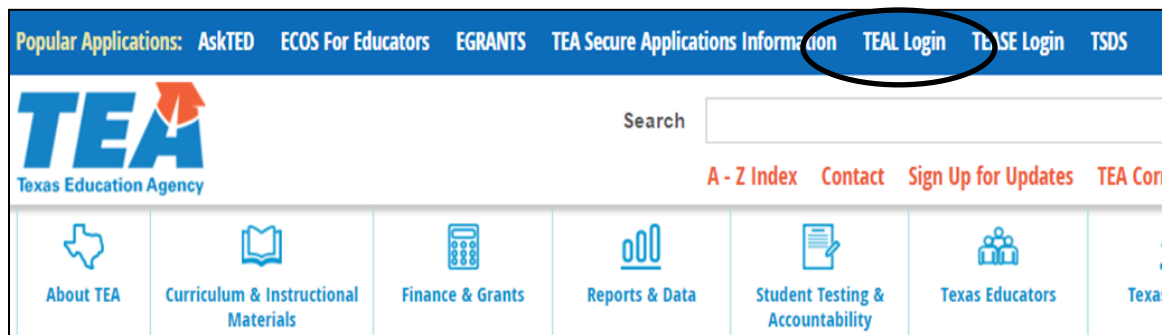 Popular Applications: AskTED ECOS For Educators EGRANTS TEA Secure Applications Information TEAL Login TEASE Login TSDS
TEA
Texas Education Agency
Search
A - Z Index Contact Sign Up for Updates TEA
About TEA
Curriculum & Instructional
Materials
Finance & Grants
Reports & Data
Student Testing &
Accountability
Texas Educators